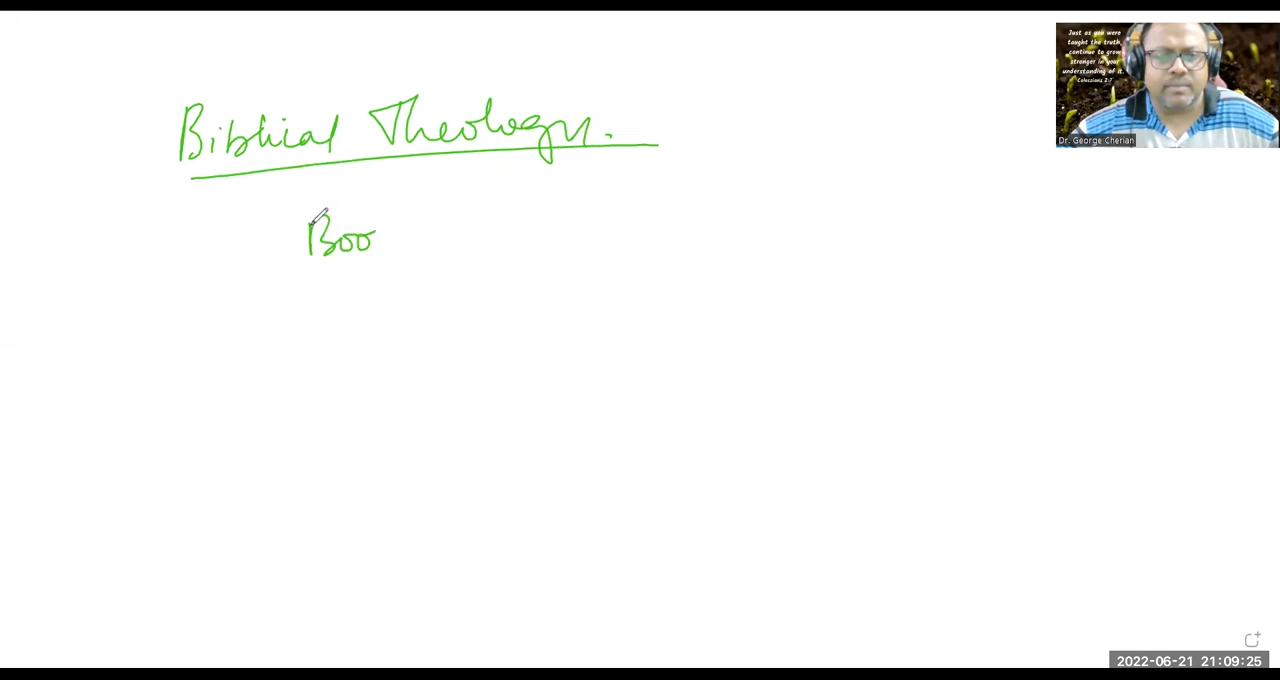 Just as you were
taught the truth,
continue to grow
stronger in your
understanding of it.
Colossians 2:7
Dr. George Cherian
Biblical Theology.
Boo
2022-06-21 21:09:25